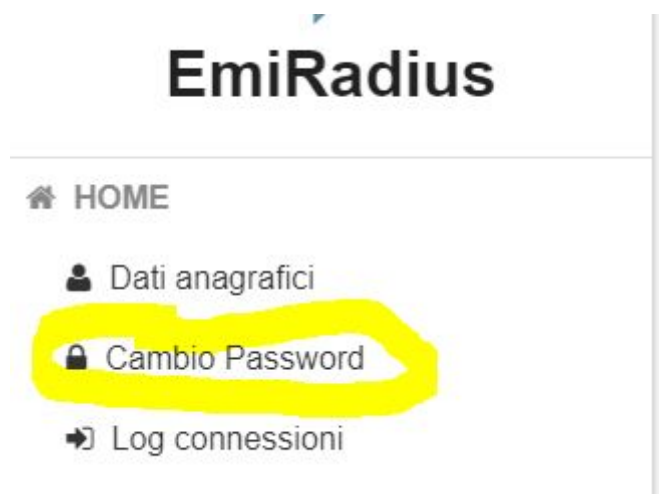 EmiRadius
HOME
Dati anagrafici
Cambio Password
Log connessioni